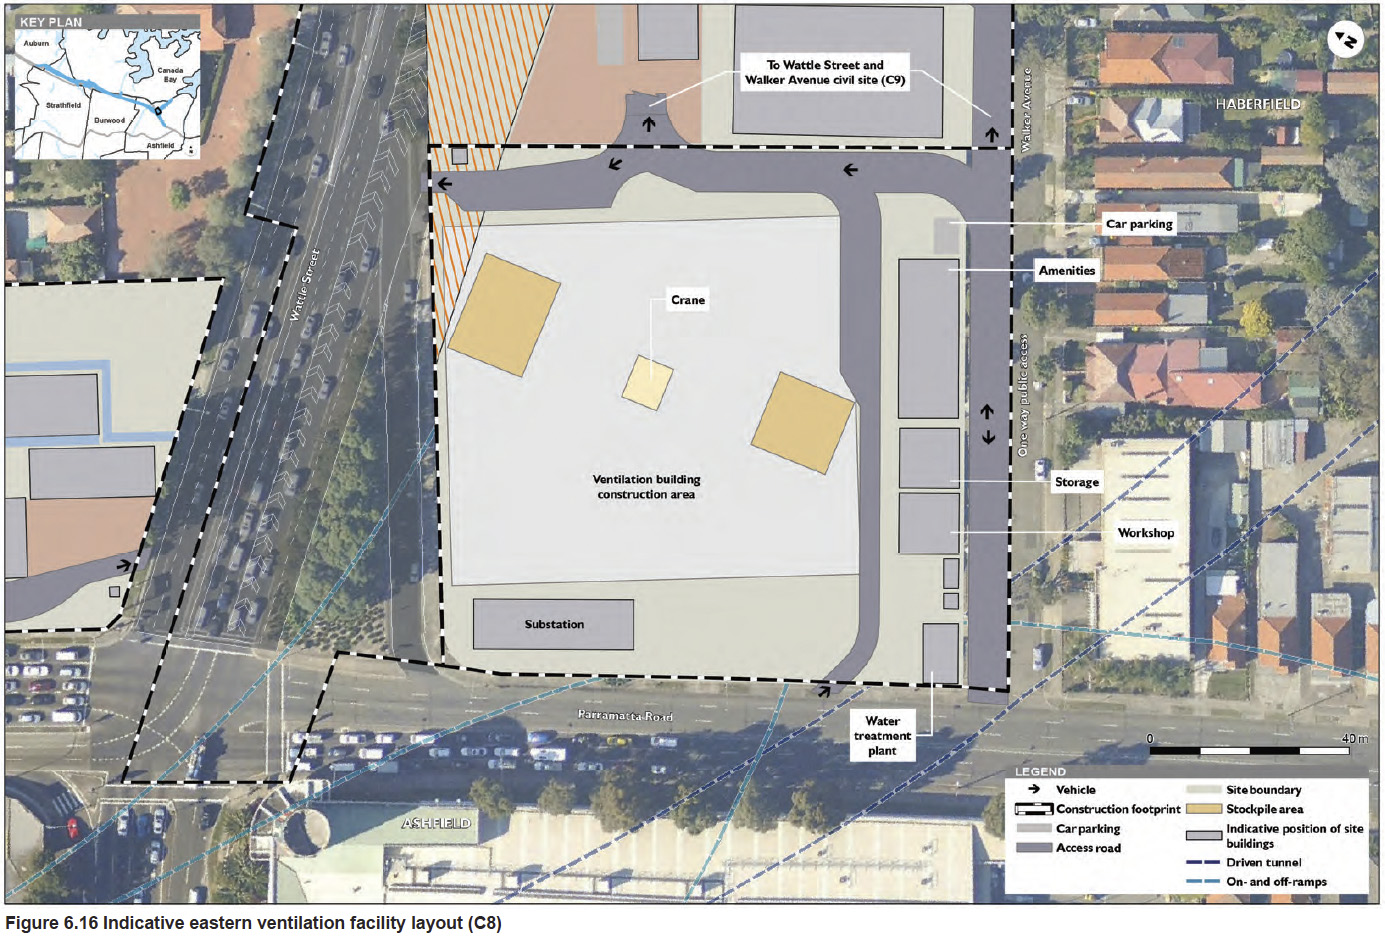 KEY PLAN
Auburn
Canada
Bay
Strathfield
Burwood
Ashfield
N
To Wattle Street and
Walker Avenue civil site (C9)
Walker Avenue
HABERFIELD
N
Car parking
Amenities
Wattle Street
Crane
One way public access
Ventilation building
construction area
Storage
Workshop
Substation
Parramatta Road
Water
treatment
plant
0
40 m
ASHFIELD
LEGEND
Vehicle
Construction footprint
Car parking
Access road
Site boundary
Stockpile area
Indicative position of site
buildings
Driven tunnel
On- and off-ramps
Figure 6.16 Indicative eastern ventilation facility layout (C8)